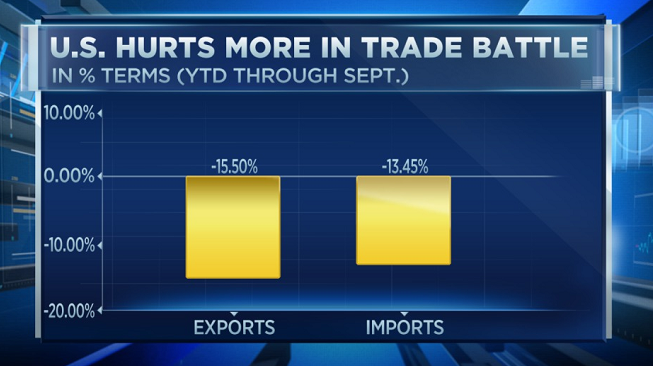 U.S. HURTS MORE IN TRADE BATTLE
IN % TERMS (YTD THROUGH SEPT.)
10.00%
0.00%
-10.00%
-20.00%
-15.50%
-13.45%
EXPORTS
IMPORTS